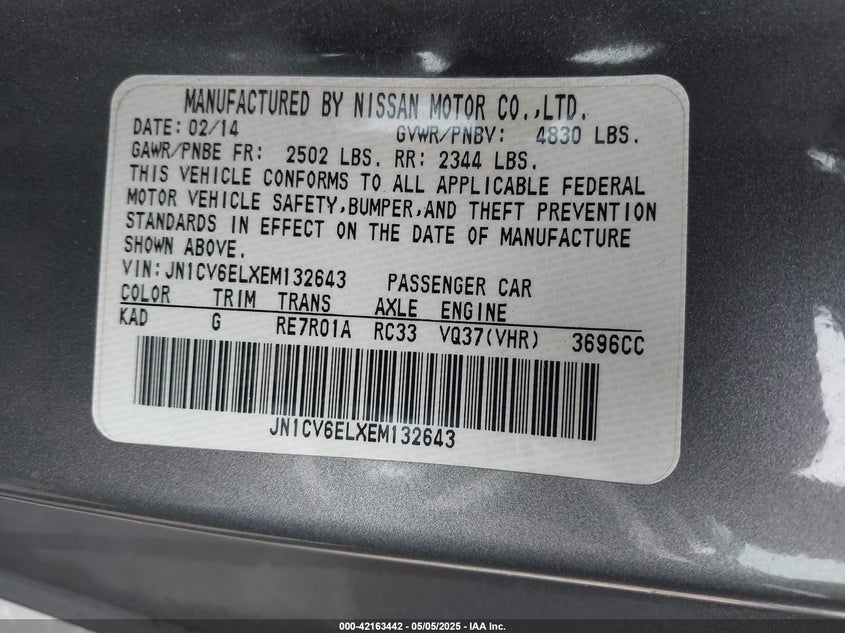 MANUFACTURED BY NISSAN MOTOR CO.,LTD.
DATE: 02/14 GVWR/PNBV: 4830 LBS.
GAWR/PNBE FR: 2502 LBS. RR: 2344 LBS.
THIS VEHICLE CONFORMS TO ALL APPLICABLE FEDERAL
MOTOR VEHICLE SAFETY,BUMPER,AND THEFT PREVENTION
STANDARDS IN EFFECT ON THE DATE OF MANUFACTURE
SHOWN ABOVE.
VIN:JN1CV6ELXEM132643 PASSENGER CAR
COLOR TRIM TRANS AXLE ENGINE
KAD G RE7R01A RC33 VQ37(VHR) 3696CC
JN1CV6ELXEM132643
000-42163442 - 05/05/2025 - IAA Inc.